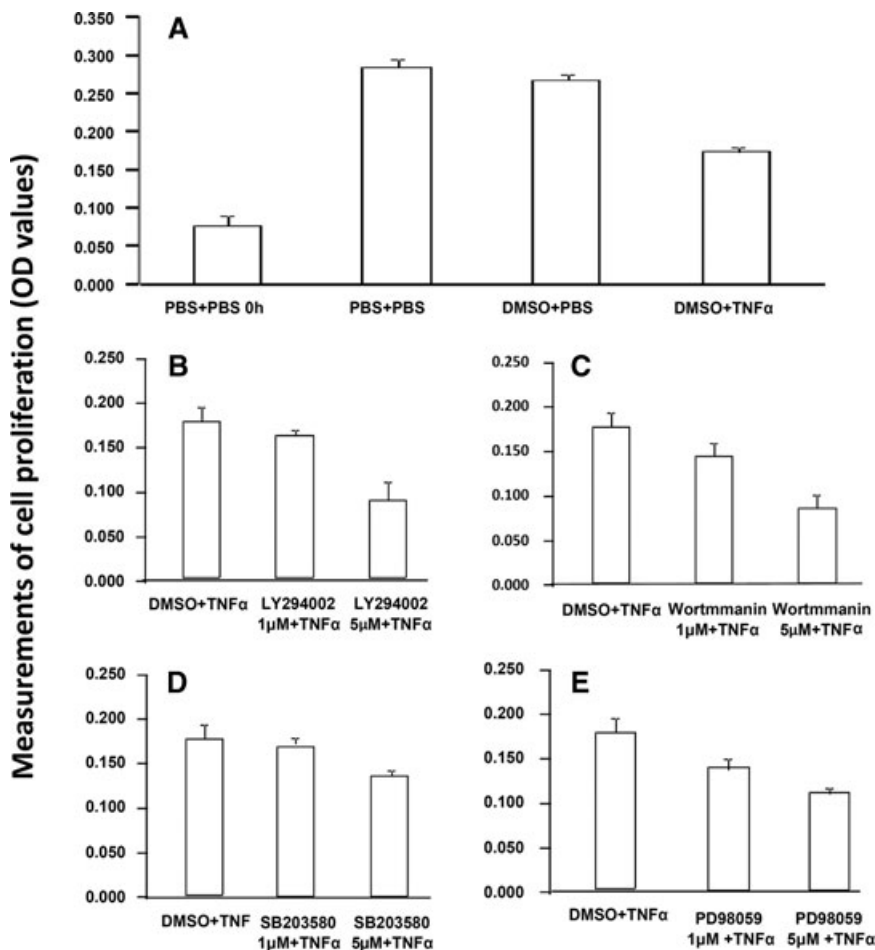 Measurements of cell proliferation (OD values)
A
0.350
0.300
0.250
0.200
0.150
0.100
0.050
0.000
PBS+PBS 0h PBS+PBS DMSO+PBS DMSO+TNFα
B
0.250
0.200
0.150
0.100
0.050
0.000
DMSO+TNFα LY294002 LY294002
1µM+TNFα 5µM+TNFα
C
0.250
0.200
0.150
0.100
0.050
0.000
DMSO+TNFα Wortmmanin Wortmmanin
1µM+TNFα 5µM+TNFα
D
0.250
0.200
0.150
0.100
0.050
0.000
DMSO+TNF SB203580 SB203580
1µM+TNFα 5µM+TNFα
E
0.250
0.200
0.150
0.100
0.050
0.000
DMSO+TNFα PD98059 PD98059
1µM +TNFα 5µM +TNFα